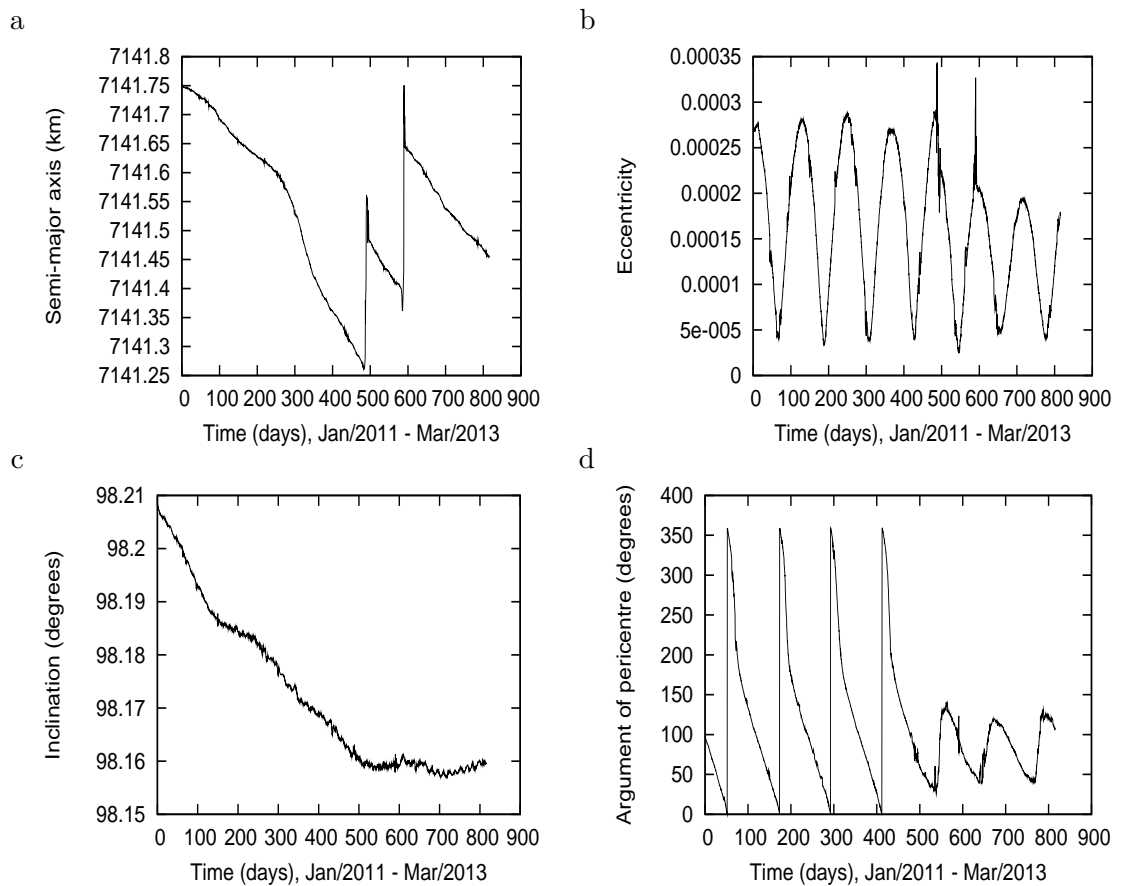 a
7141.8
7141.75
7141.7
7141.65
7141.6
7141.55
7141.5
7141.45
7141.4
7141.35
7141.3
7141.25
Semi-major axis (km)
0 100 200 300 400 500 600 700 800 900
Time (days), Jan/2011 - Mar/2013
b
0.00035
0.0003
0.00025
0.0002
0.00015
0.0001
5e-005
0
Eccentricity
0 100 200 300 400 500 600 700 800 900
Time (days), Jan/2011 - Mar/2013
c
98.21
98.2
98.19
98.18
98.17
98.16
98.15
Inclination (degrees)
0 100 200 300 400 500 600 700 800 900
Time (days), Jan/2011 - Mar/2013
d
400
350
300
250
200
150
100
50
0
Argument of pericentre (degrees)
0 100 200 300 400 500 600 700 800 900
Time (days), Jan/2011 - Mar/2013